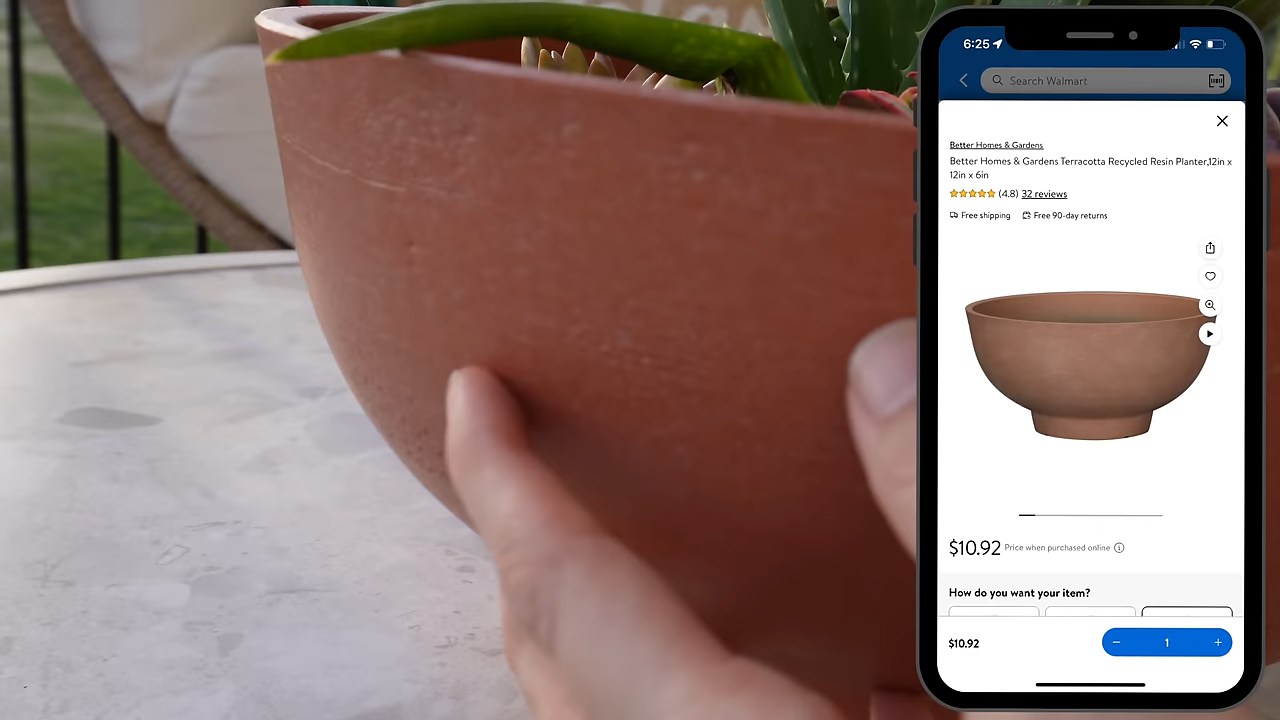 6:25
Search Walmart
Better Homes & Gardens
Better Homes & Gardens Terracotta Recycled Resin Planter,12in x
12in x 6in
(4.8) 32 reviews
Free shipping Free 90-day returns
$10.92 Price when purchased online
How do you want your item?
$10.92 − 1 +